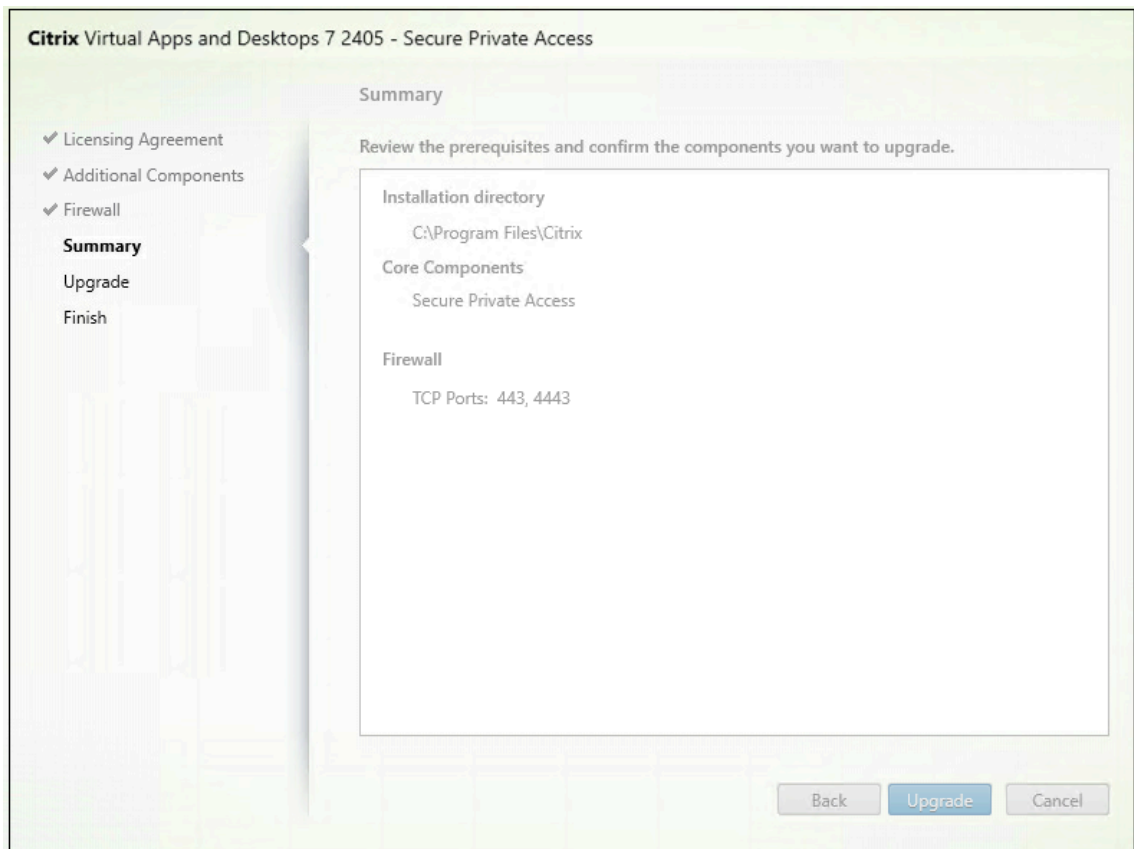 Citrix Virtual Apps and Desktops 7 2405 - Secure Private Access
Licensing Agreement
Additional Components
Firewall
Summary
Upgrade
Finish
Summary
Review the prerequisites and confirm the components you want to upgrade.
Installation directory
C:\Program Files\Citrix
Core Components
Secure Private Access
Firewall
TCP Ports: 443, 4443
Back
Upgrade
Cancel